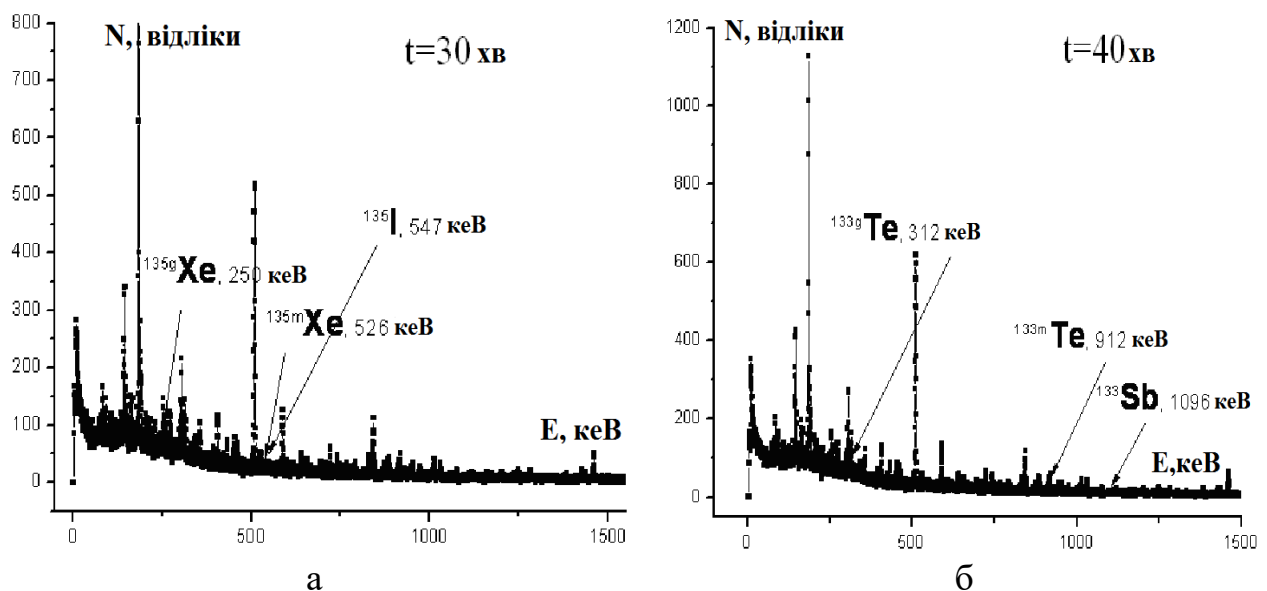 800
700
600
500
400
300
200
100
0
N, відліки
t=30 хв
¹³⁵I, 547 кеВ
¹³⁵ᵍXe, 250 кеВ
¹³⁵ᵐXe, 526 кеВ
E, кеВ
0
500
1000
1500
а
1200
1000
800
600
400
200
0
N, відліки
t=40 хв
¹³³ᵍTe, 312 кеВ
¹³³ᵐTe, 912 кеВ
¹³³Sb, 1096 кеВ
E,кеВ
0
500
1000
1500
б